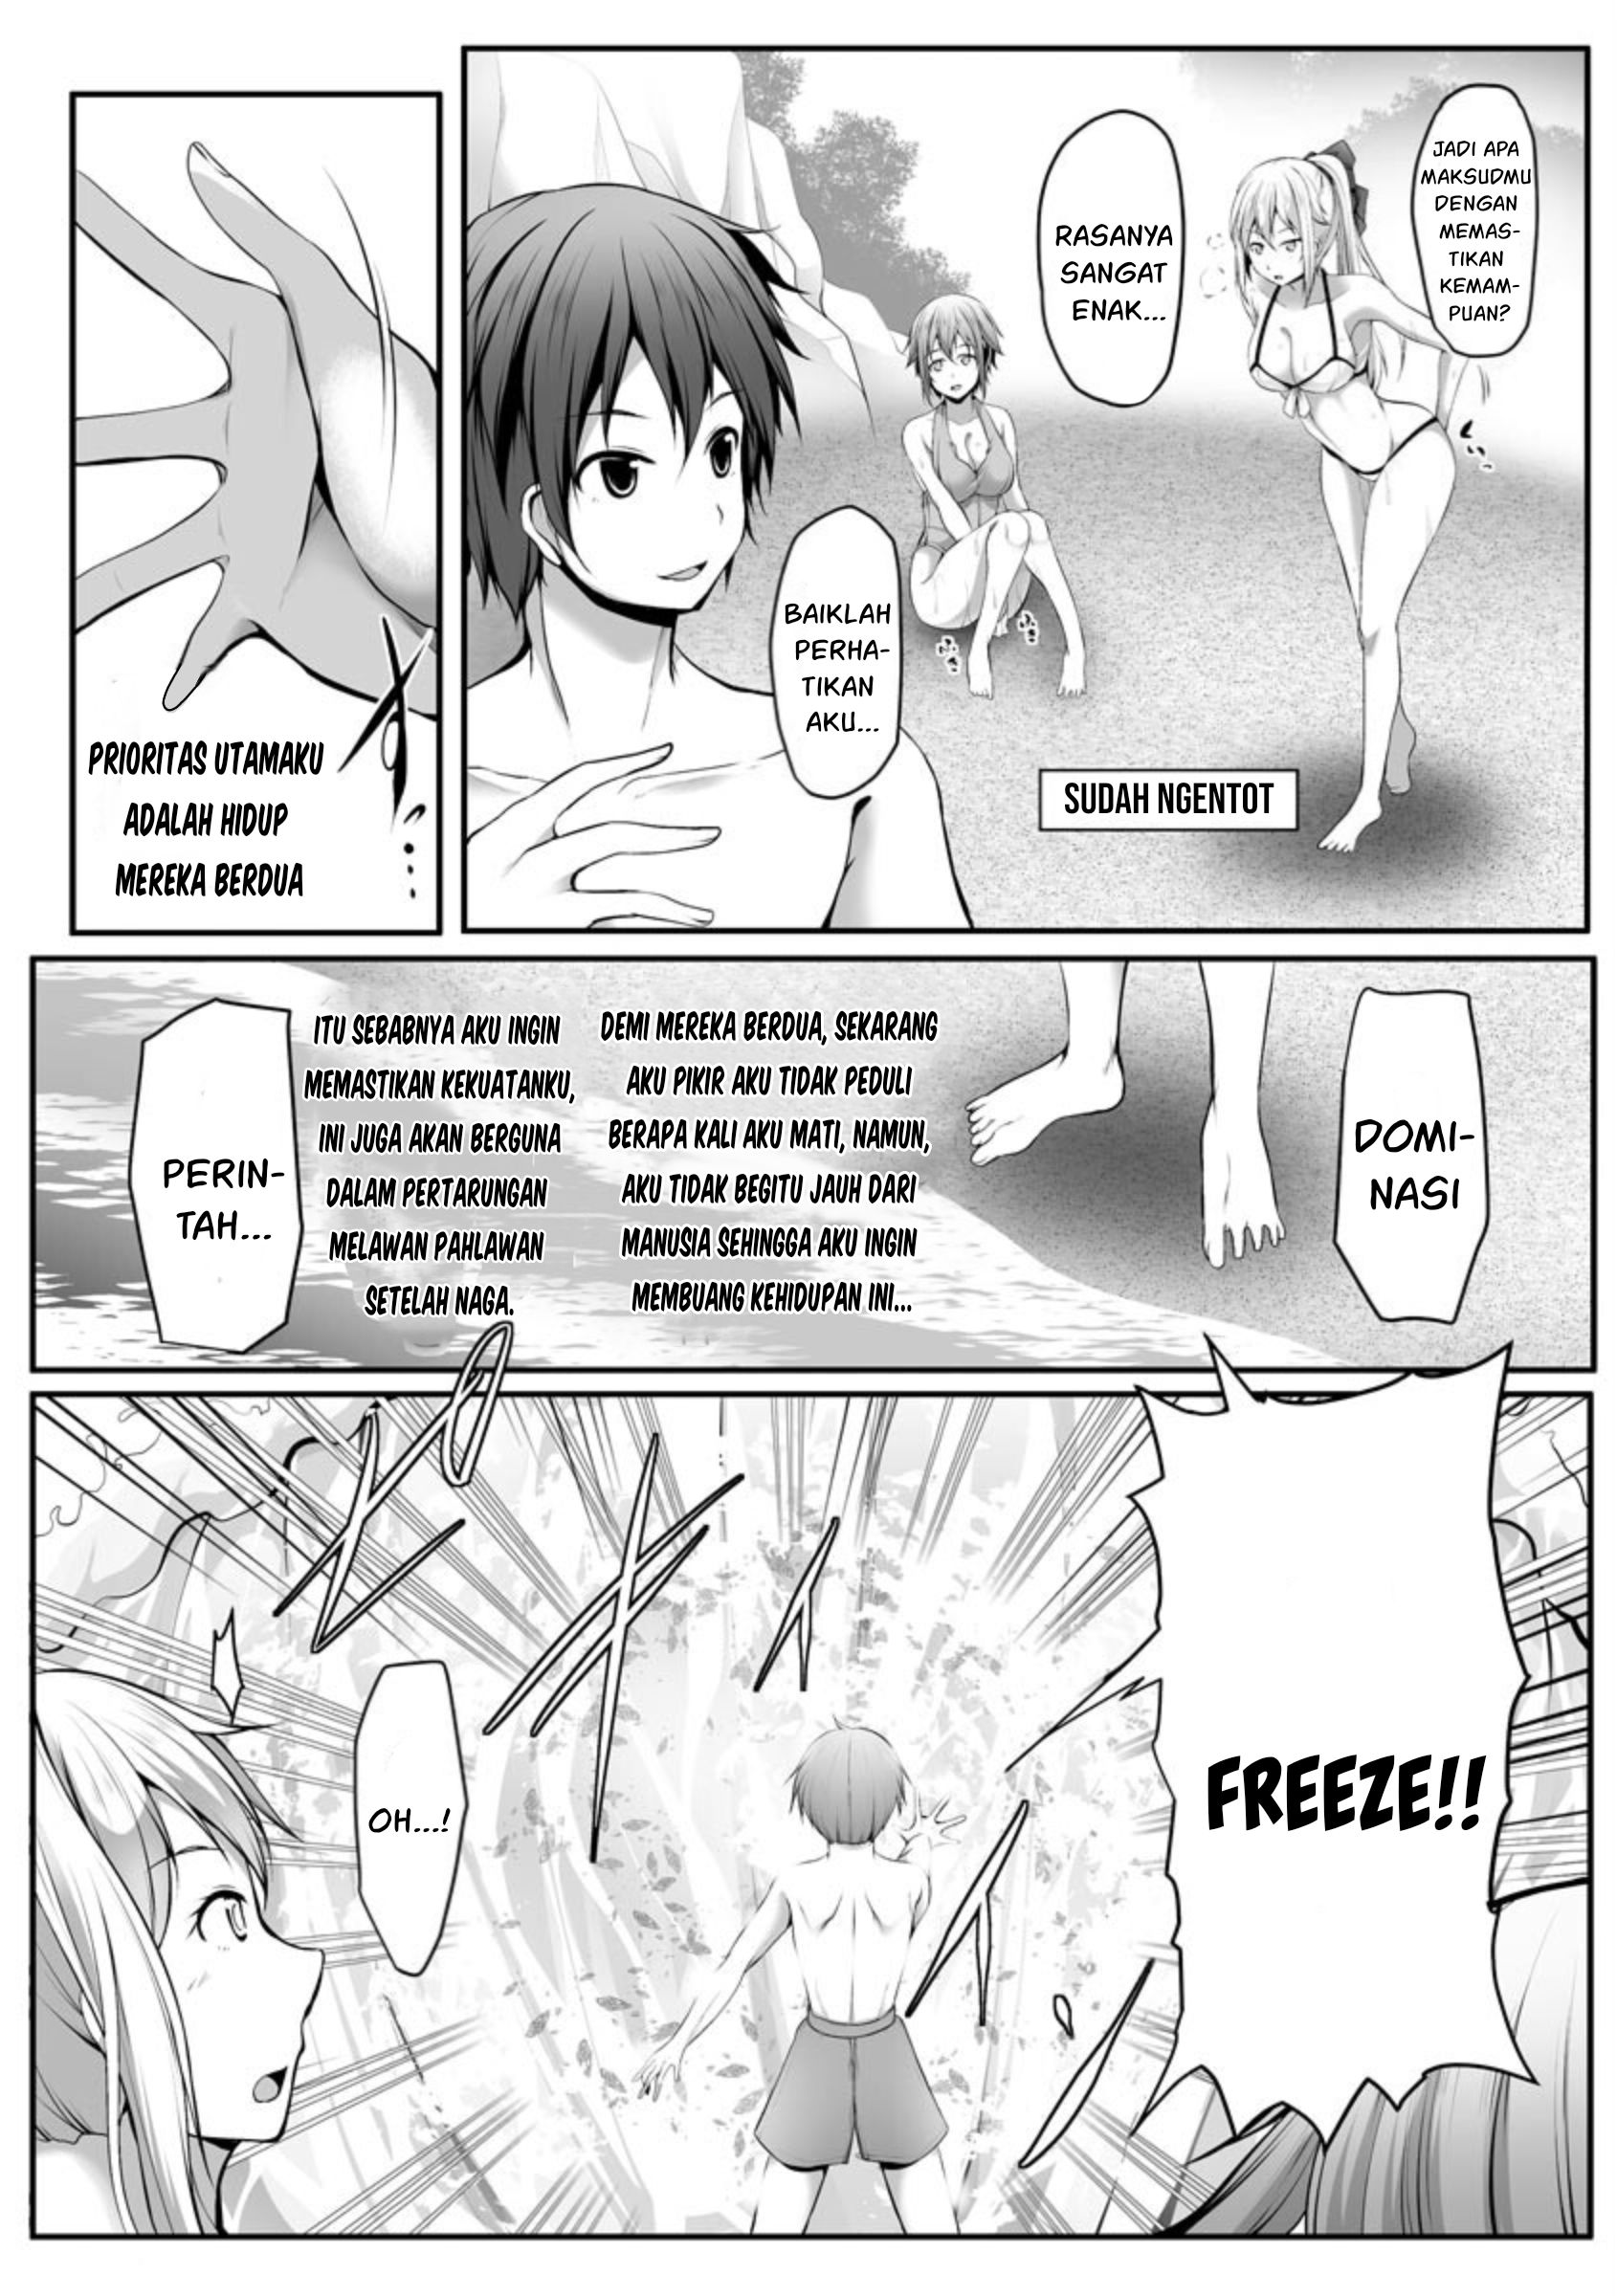 JADI APA
MAKSUDMU
DENGAN
MEMAS-
TIKAN
KEMAM-
PUAN?
RASANYA
SANGAT
ENAK...
BAIKLAH
PERHA-
TIKAN
AKU...
SUDAH NGENTOT
PRIORITAS UTAMAKU
ADALAH HIDUP
MEREKA BERDUA
DOMI-
NASI
DEMI MEREKA BERDUA, SEKARANG
AKU PIKIR AKU TIDAK PEDULI
BERAPA KALI AKU MATI, NAMUN,
AKU TIDAK BEGITU JAUH DARI
MANUSIA SEHINGGA AKU INGIN
MEMBUANG KEHIDUPAN INI...
ITU SEBABNYA AKU INGIN
MEMASTIKAN KEKUATANKU,
INI JUGA AKAN BERGUNA
DALAM PERTARUNGAN
MELAWAN PAHLAWAN
SETELAH NAGA.
PERIN-
TAH...
FREEZE!!
OH...!